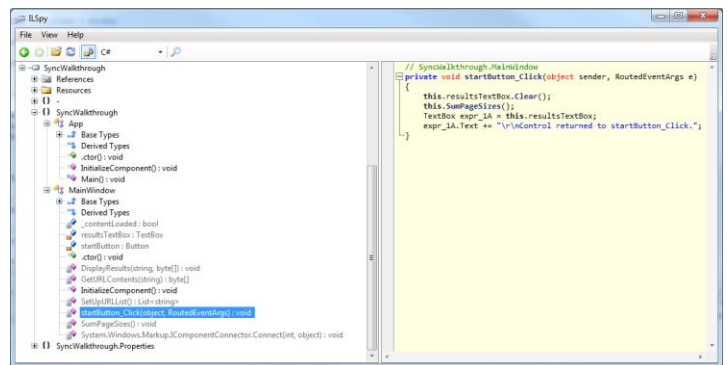 ILSpy
File View Help
C#
SyncWalkthrough
References
Resources
{} -
{} SyncWalkthrough
App
Base Types
Derived Types
.ctor() : void
InitializeComponent() : void
Main() : void
MainWindow
Base Types
Derived Types
_contentLoaded : bool
resultsTextBox : TextBox
startButton : Button
.ctor() : void
DisplayResults(string, byte[]) : void
GetURLContents(string) : byte[]
InitializeComponent() : void
SetUpURLList() : List<string>
startButton_Click(object, RoutedEventArgs) : void
SumPageSizes() : void
System.Windows.Markup.IComponentConnector.Connect(int, object) : void
{} SyncWalkthrough.Properties
// SyncWalkthrough.MainWindow
private void startButton_Click(object sender, RoutedEventArgs e)
{
this.resultsTextBox.Clear();
this.SumPageSizes();
TextBox expr_1A = this.resultsTextBox;
expr_1A.Text += "\r\nControl returned to startButton_Click.";
}